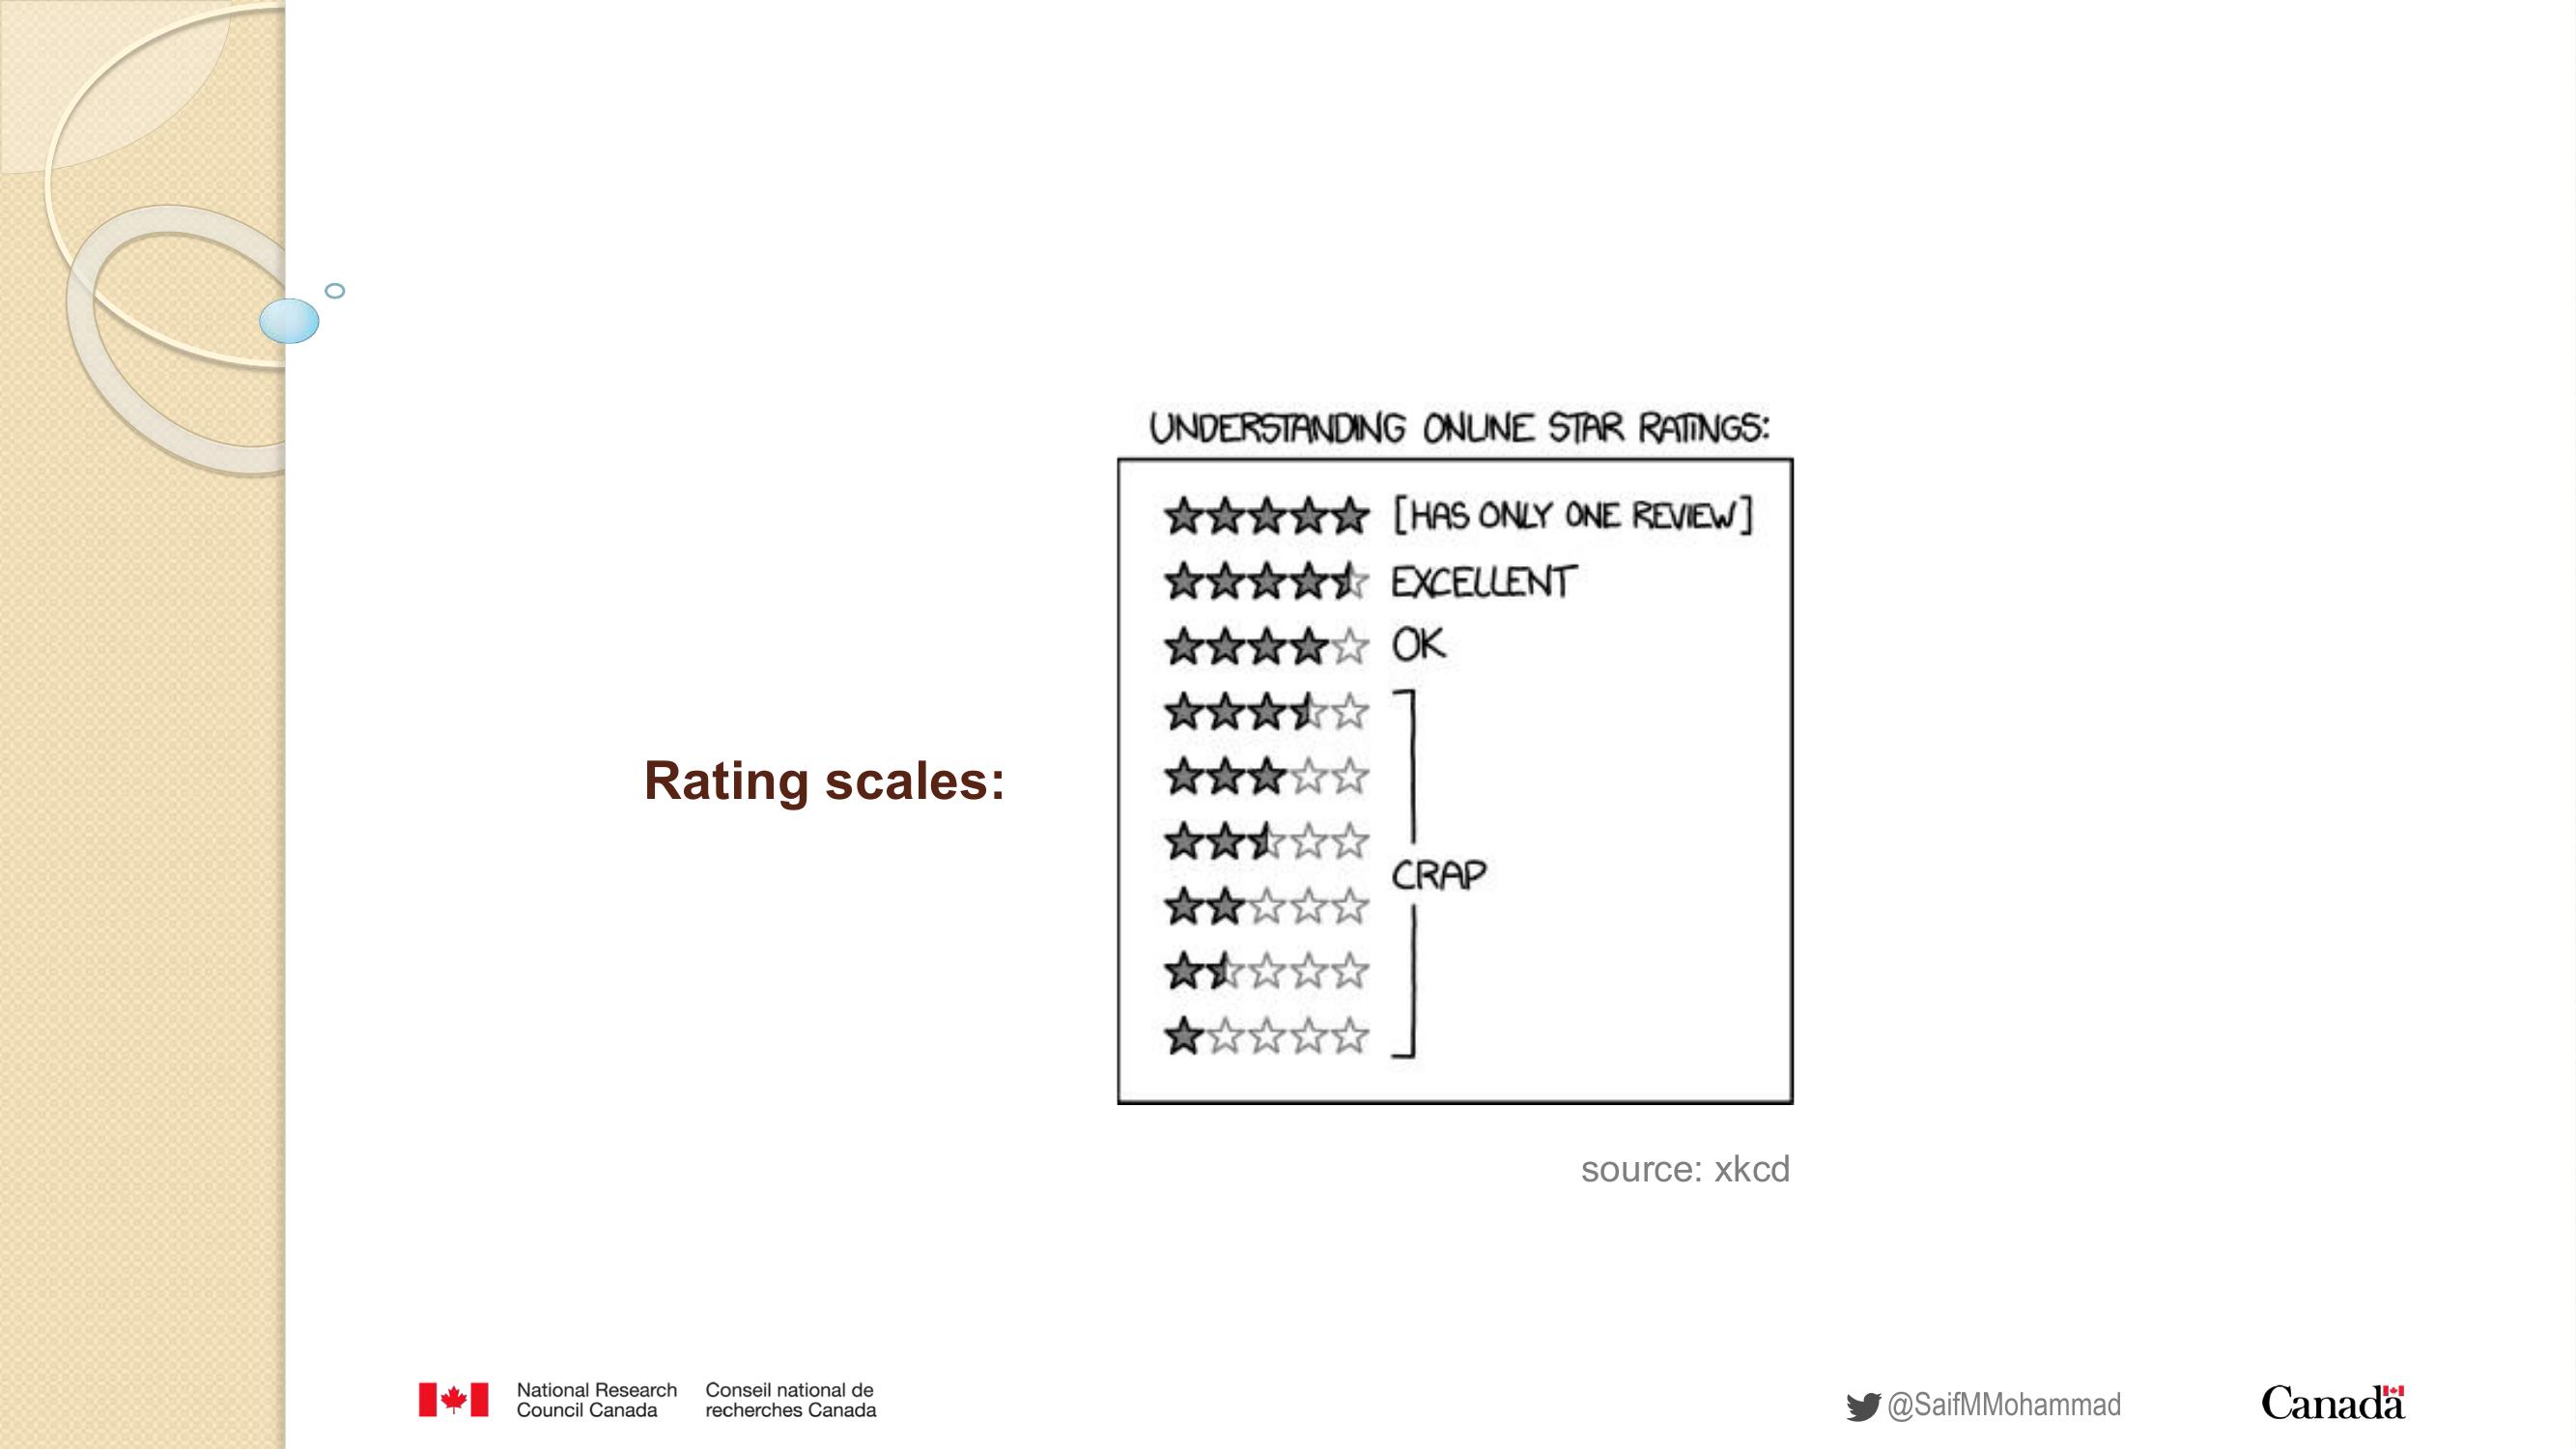 UNDERSTANDING ONLINE STAR RATINGS:
[HAS ONLY ONE REVIEW]
EXCELLENT
OK
Rating scales:
CRAP
source: xkcd
National Research Conseil national de
Council Canada recherches Canada
@SaifMMohammad
Canada